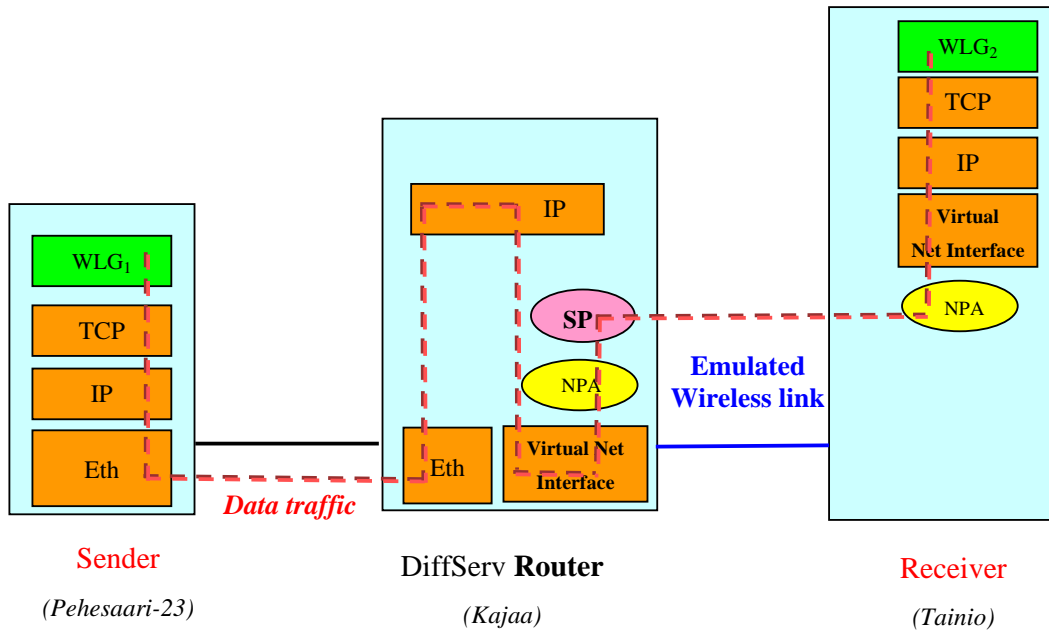 WLG₁
TCP
IP
Eth
Sender
(Pehesaari-23)
Data traffic
IP
SP
NPA
Eth
Virtual Net
Interface
DiffServ Router
(Kajaa)
Emulated
Wireless link
WLG₂
TCP
IP
Virtual
Net Interface
NPA
Receiver
(Tainio)